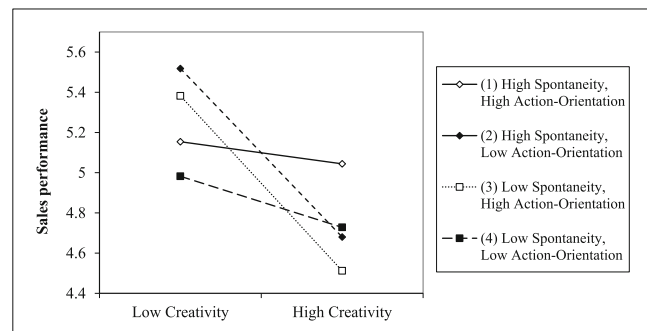 5.6
5.4
5.2
5
4.8
4.6
4.4
Sales performance
Low Creativity
High Creativity
(1) High Spontaneity,
High Action-Orientation
(2) High Spontaneity,
Low Action-Orientation
(3) Low Spontaneity,
High Action-Orientation
(4) Low Spontaneity,
Low Action-Orientation